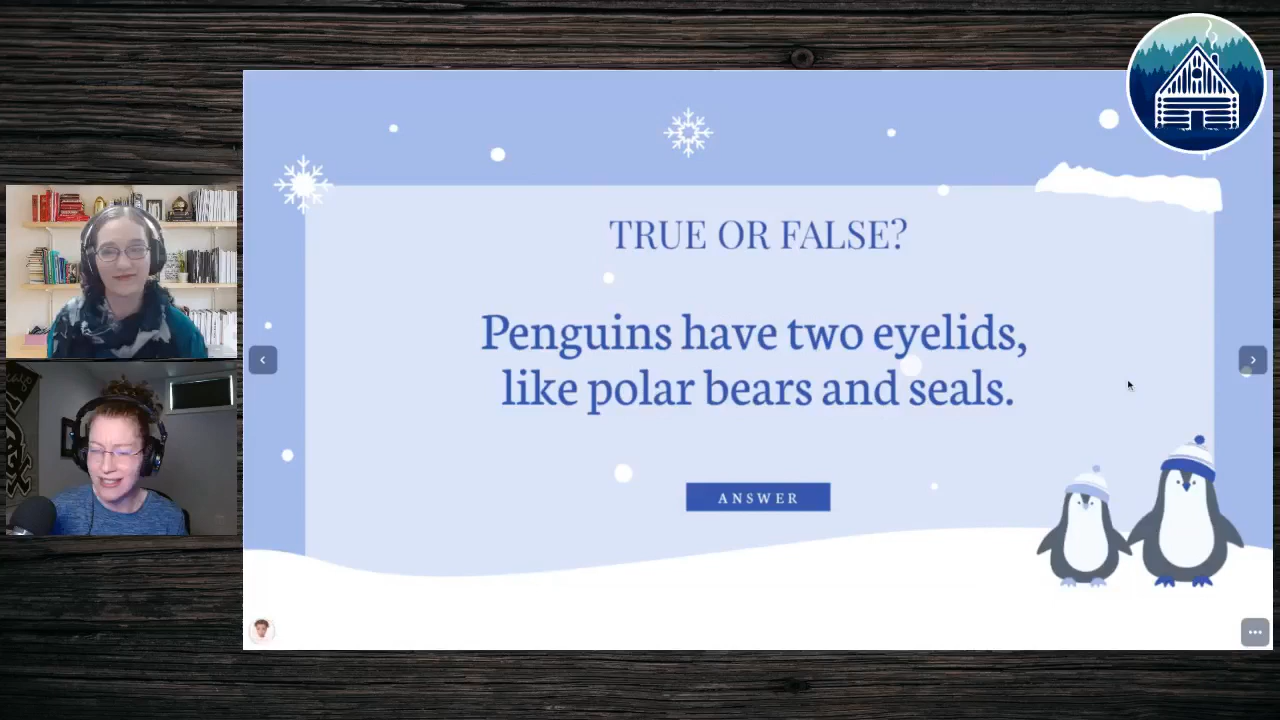 TRUE OR FALSE?
Penguins have two eyelids,
like polar bears and seals.
ANSWER